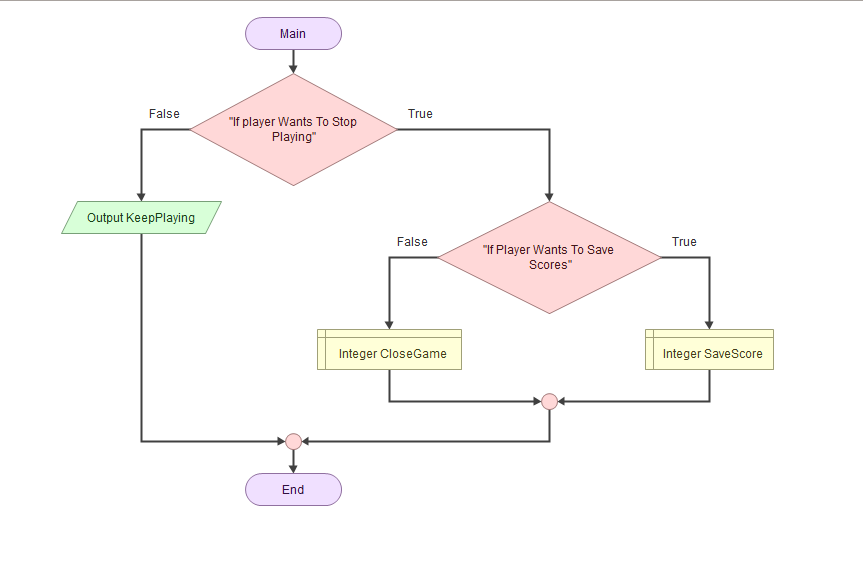 Main
False
True
"If player Wants To Stop
Playing"
Output KeepPlaying
False
True
"If Player Wants To Save
Scores"
Integer CloseGame
Integer SaveScore
End